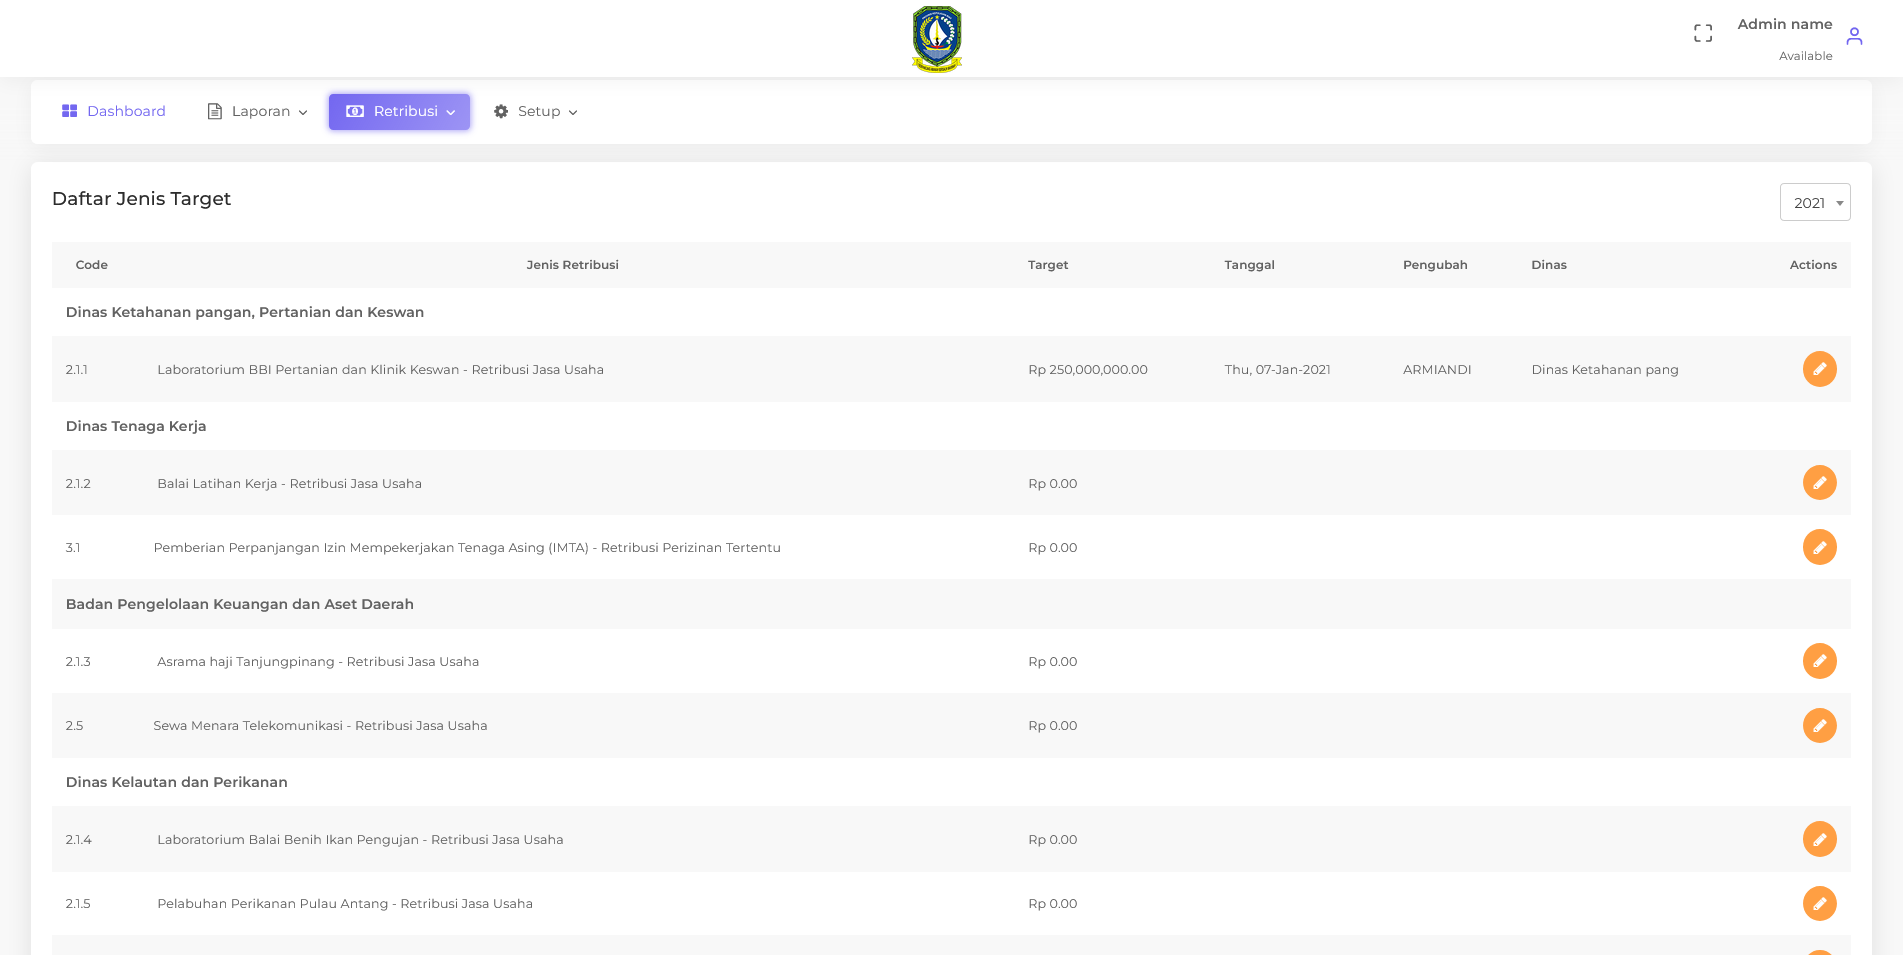 Admin name
Available
Dashboard Laporan Retribusi Setup
Daftar Jenis Target 2021
Code Jenis Retribusi Target Tanggal Pengubah Dinas Actions
Dinas Ketahanan pangan, Pertanian dan Keswan
2.1.1 Laboratorium BBI Pertanian dan Klinik Keswan - Retribusi Jasa Usaha Rp 250,000,000.00 Thu, 07-Jan-2021 ARMIANDI Dinas Ketahanan pang
Dinas Tenaga Kerja
2.1.2 Balai Latihan Kerja - Retribusi Jasa Usaha Rp 0.00
3.1 Pemberian Perpanjangan Izin Mempekerjakan Tenaga Asing (IMTA) - Retribusi Perizinan Tertentu Rp 0.00
Badan Pengelolaan Keuangan dan Aset Daerah
2.1.3 Asrama haji Tanjungpinang - Retribusi Jasa Usaha Rp 0.00
2.5 Sewa Menara Telekomunikasi - Retribusi Jasa Usaha Rp 0.00
Dinas Kelautan dan Perikanan
2.1.4 Laboratorium Balai Benih Ikan Pengujan - Retribusi Jasa Usaha Rp 0.00
2.1.5 Pelabuhan Perikanan Pulau Antang - Retribusi Jasa Usaha Rp 0.00